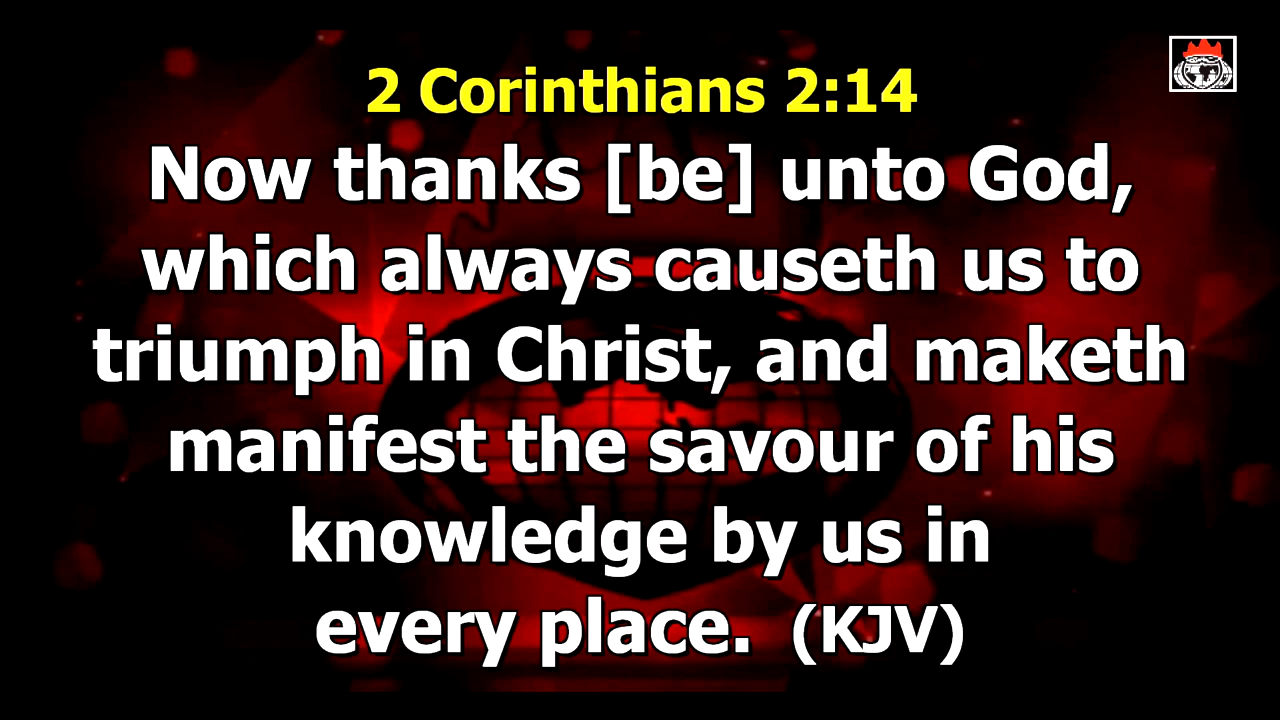 2 Corinthians 2:14
Now thanks [be] unto God,
which always causeth us to
triumph in Christ, and maketh
manifest the savour of his
knowledge by us in
every place. (KJV)